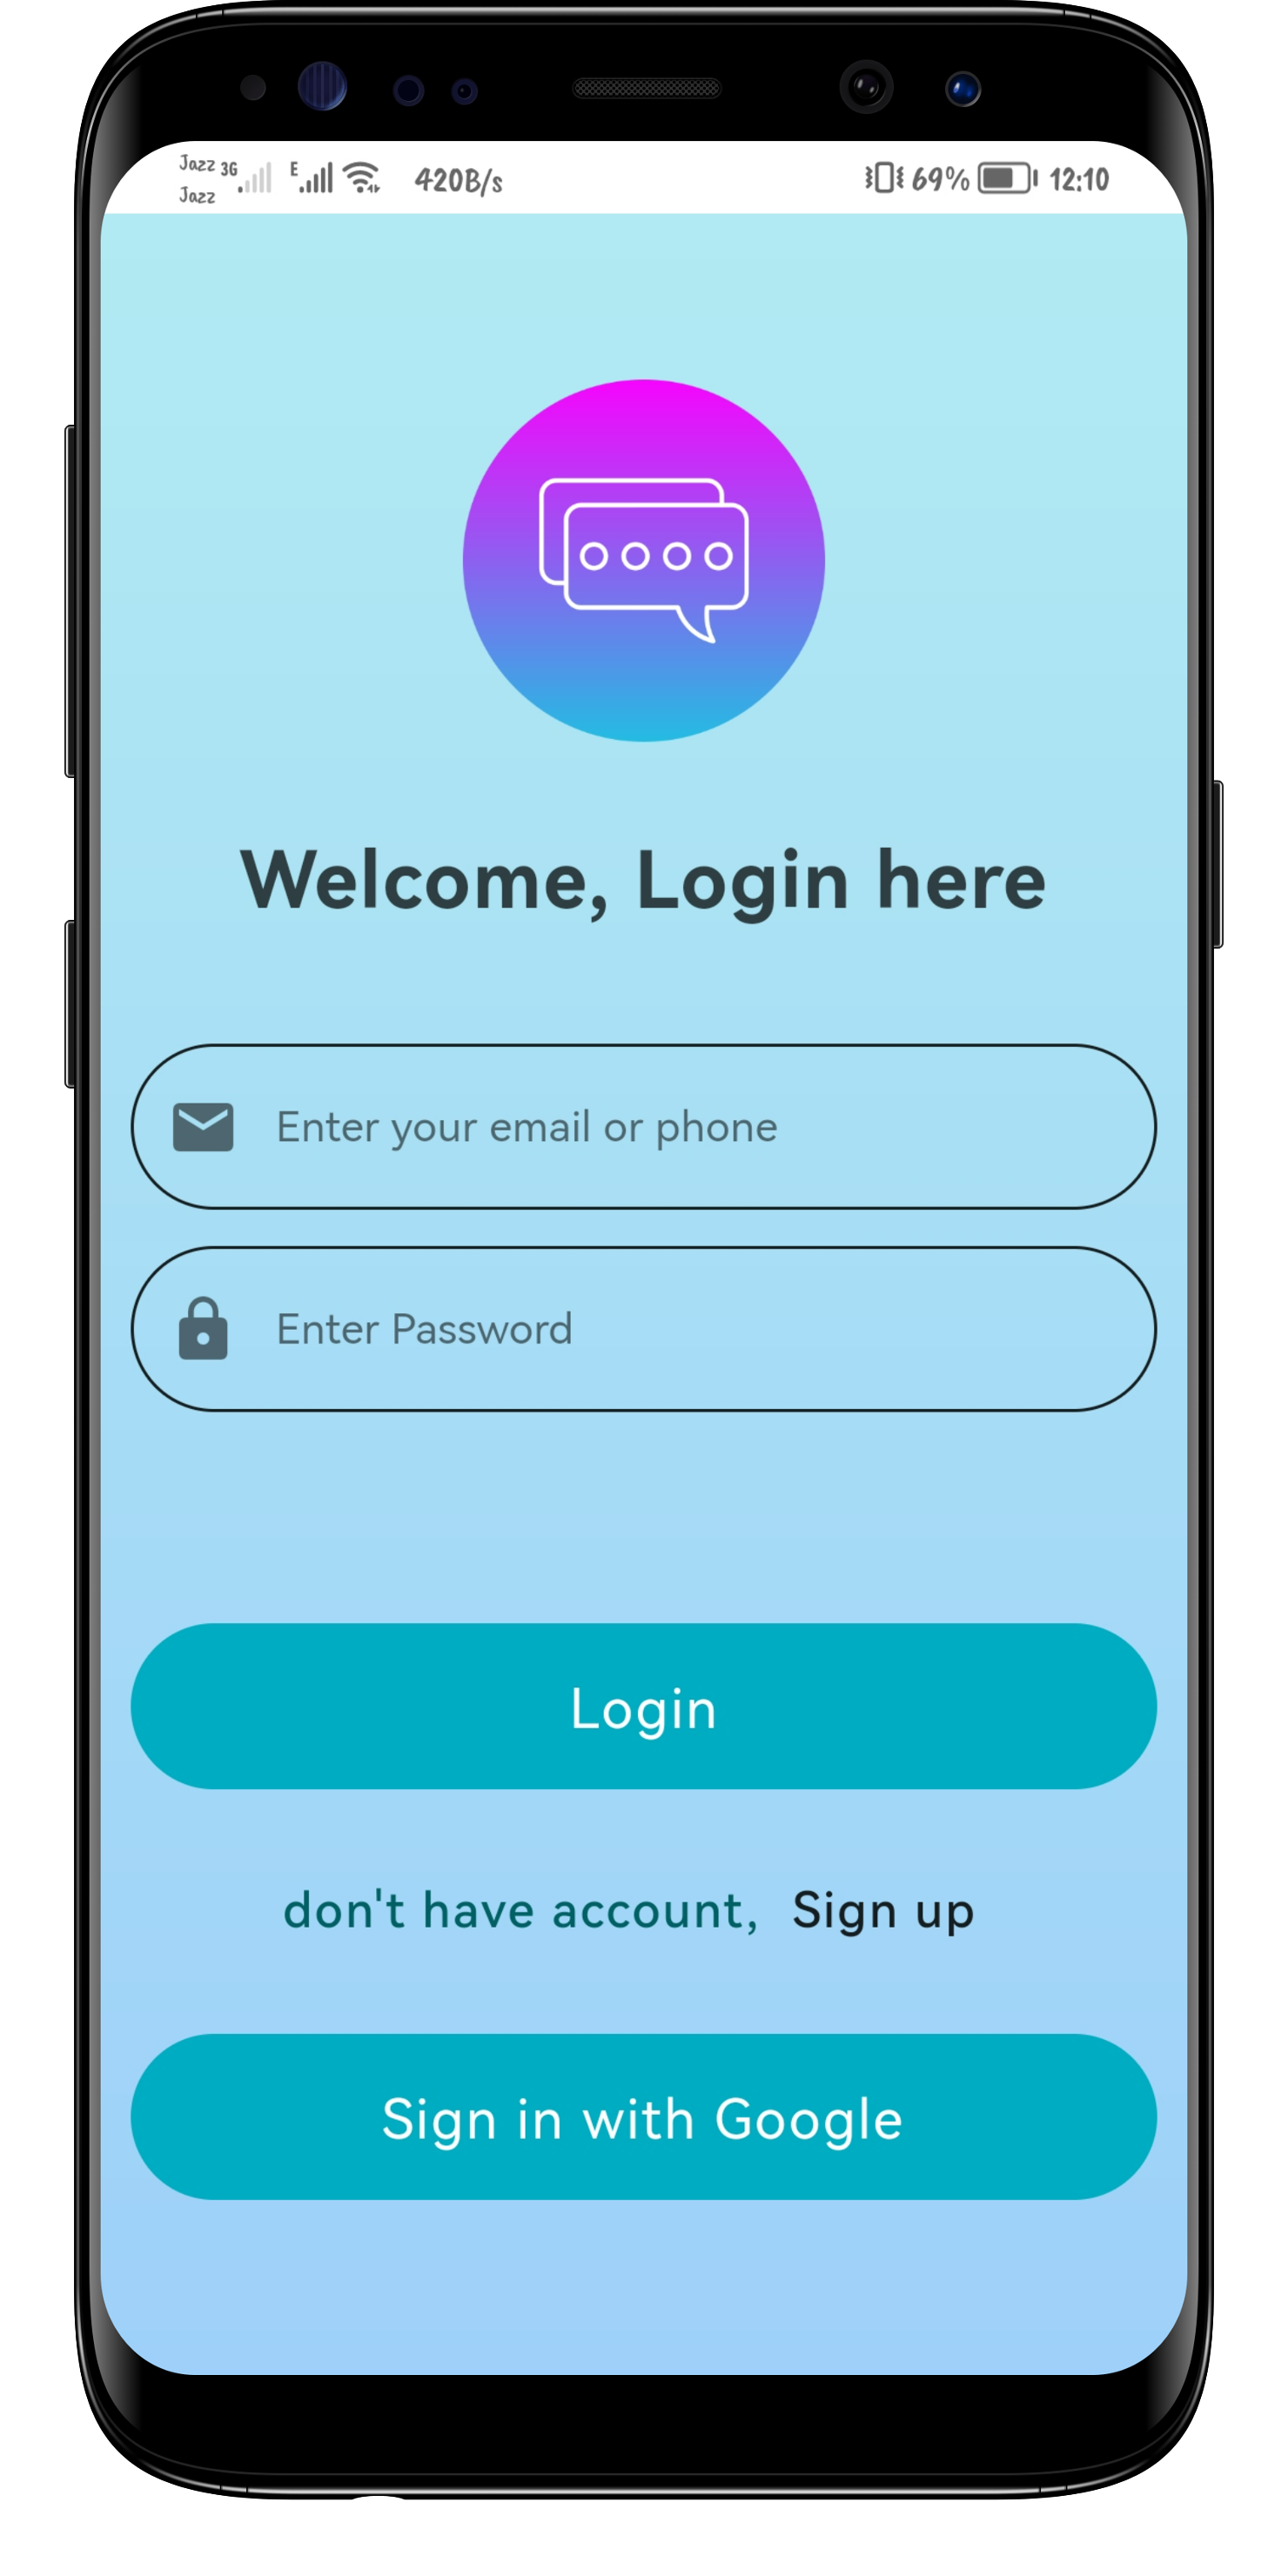 Jazz 3G E 420B/s 69% 12:10
Jazz
Welcome, Login here
Enter your email or phone
Enter Password
Login
don't have account, Sign up
Sign in with Google